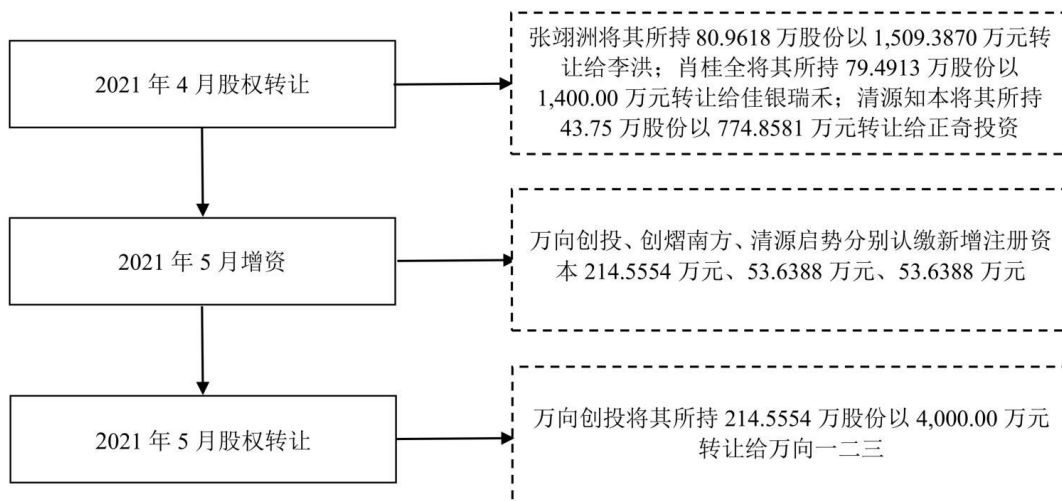 2021 年 4 月股权转让
张翊洲将其所持 80.9618 万股份以 1,509.3870 万元转
让给李洪；肖桂全将其所持 79.4913 万股份以
1,400.00 万元转让给佳银瑞禾；清源知本将其所持
43.75 万股份以 774.8581 万元转让给正奇投资
2021 年 5 月增资
万向创投、创熠南方、清源启势分别认缴新增注册资
本 214.5554 万元、53.6388 万元、53.6388 万元
2021 年 5 月股权转让
万向创投将其所持 214.5554 万股份以 4,000.00 万元
转让给万向一二三